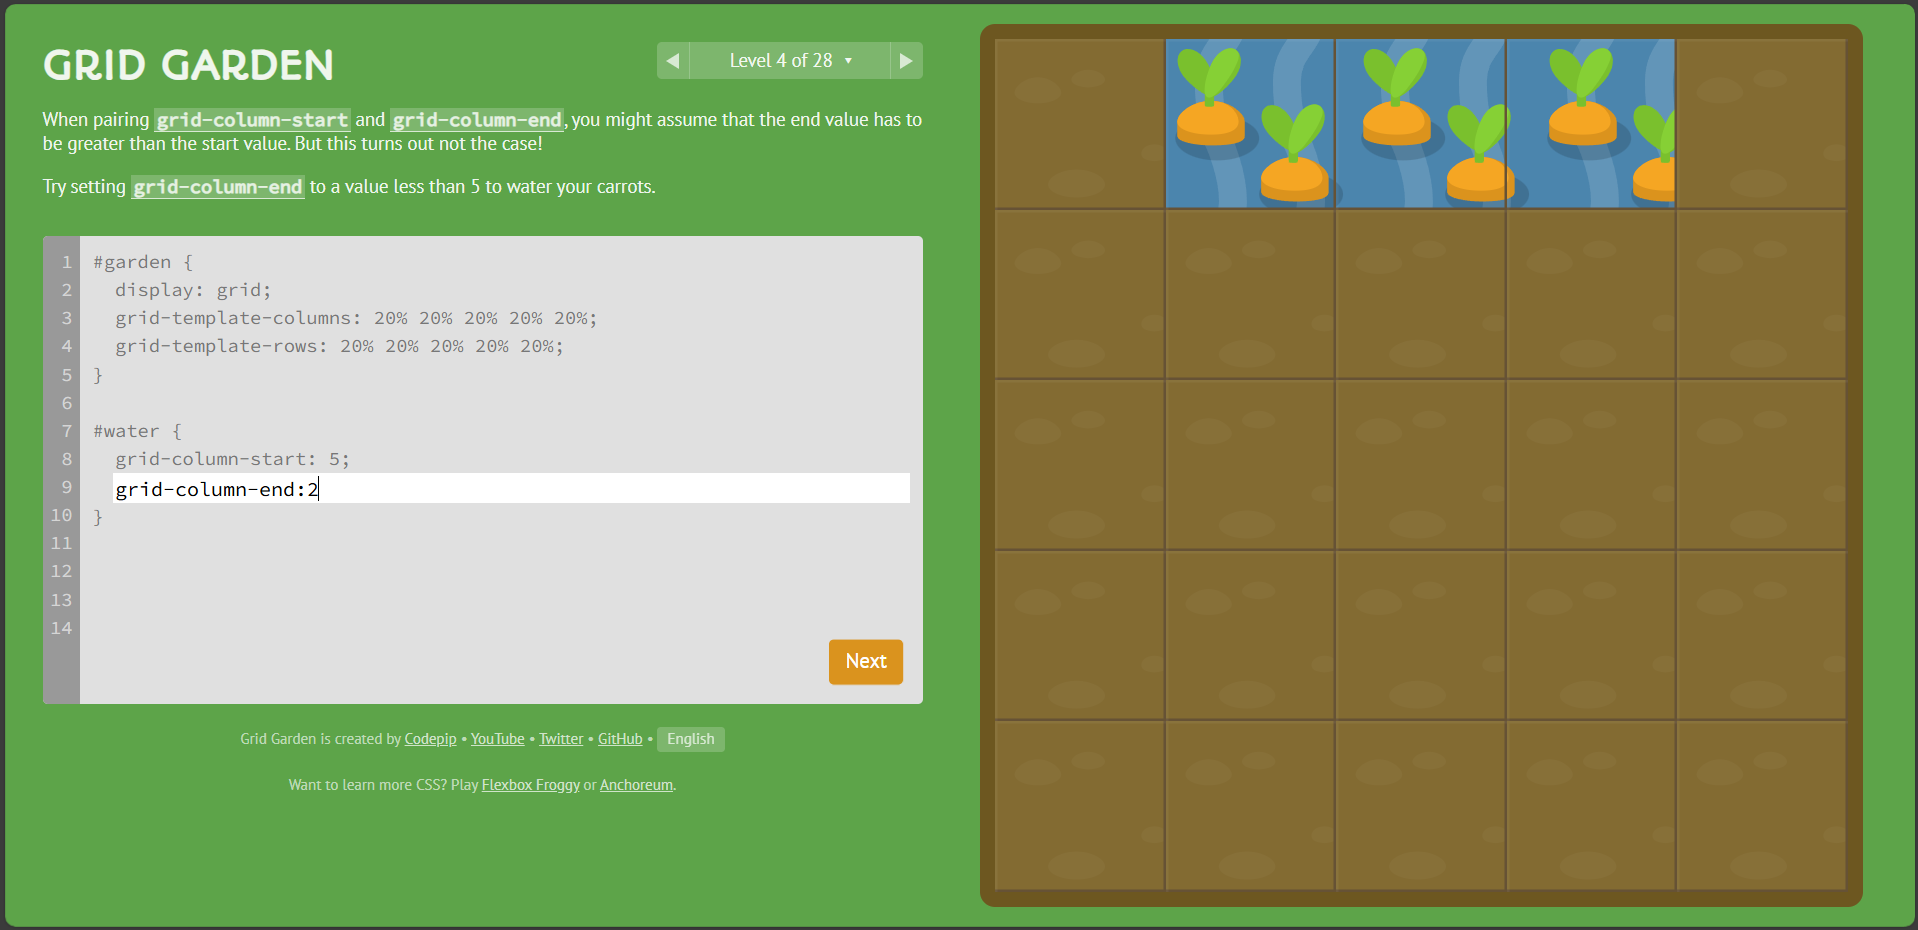 GRID GARDEN
◀ Level 4 of 28 ▼ ▶
When pairing grid-column-start and grid-column-end, you might assume that the end value has to
be greater than the start value. But this turns out not the case!
Try setting grid-column-end to a value less than 5 to water your carrots.
1 #garden {
2 display: grid;
3 grid-template-columns: 20% 20% 20% 20% 20%;
4 grid-template-rows: 20% 20% 20% 20% 20%;
5 }
6
7 #water {
8 grid-column-start: 5;
9 grid-column-end:2
10 }
11
12
13
14
Next
Grid Garden is created by Codepip • YouTube • Twitter • GitHub • English
Want to learn more CSS? Play Flexbox Froggy or Anchoreum.